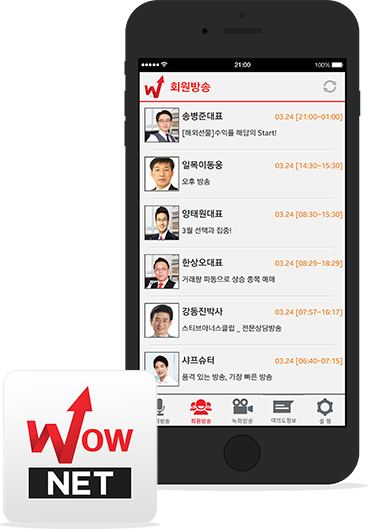 21:00
100%
회원방송
송병준대표
03.24 [21:00~01:00]
[해외선물]수익률 해답의 Start!
일목이동웅
03.24 [14:30~15:30]
오후 방송
양태원대표
03.24 [08:30~15:30]
3월 선택과 집중!
한상오대표
03.24 [08:29~18:29]
거래량 파동으로 상승 종목 매매
강동진박사
03.24 [07:57~16:17]
스티브아너스클럽 _ 전문상담방송
샤프슈터
03.24 [06:40~07:15]
품격 있는 방송, 가장 빠른 방송
회원방송
녹화방송
여의도정보
설 정
WOW
NET